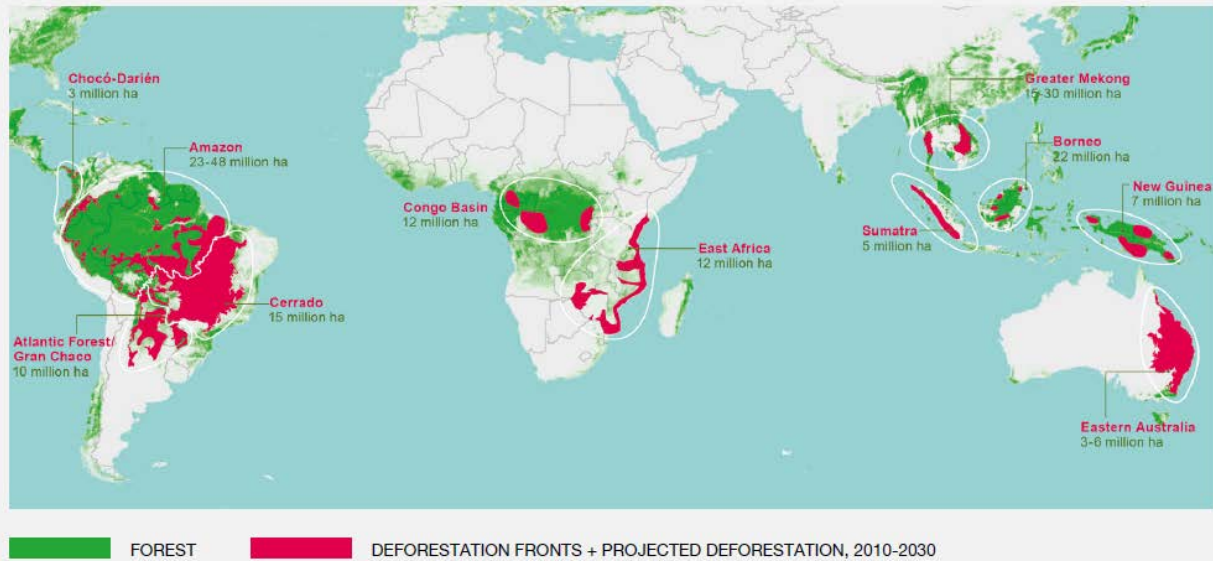 Chocó-Darién
3 million ha
Amazon
23-48 million ha
Cerrado
15 million ha
Atlantic Forest/
Gran Chaco
10 million ha
Congo Basin
12 million ha
East Africa
12 million ha
Greater Mekong
15-30 million ha
Borneo
22 million ha
New Guinea
7 million ha
Sumatra
5 million ha
Eastern Australia
3-6 million ha
FOREST
DEFORESTATION FRONTS + PROJECTED DEFORESTATION, 2010-2030